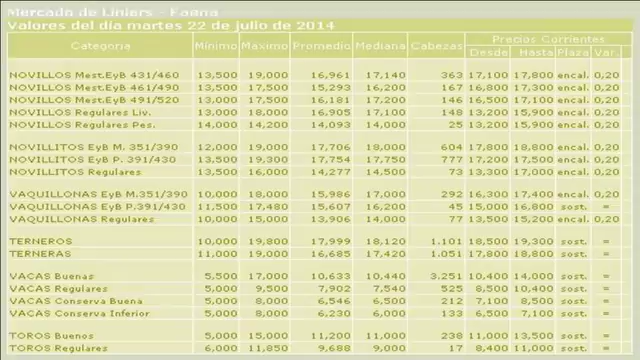 Mercado de Liniers - Faena
Valores del día martes 22 de julio de 2014
Categoria Mínimo Maximo Promedio Mediana Cabezas Precios Corrientes
Desde Hasta Plaza Var.
NOVILLOS Mest.EyB 431/460 13,500 19,000 16,961 17,140 363 17,100 17,800 encal. 0,20
NOVILLOS Mest.EyB 461/490 13,500 17,500 15,293 16,200 167 16,800 17,300 encal. 0,20
NOVILLOS Mest.EyB 491/520 13,000 17,500 16,181 17,200 146 16,500 17,100 encal. 0,20
NOVILLOS Regulares Liv. 13,000 18,000 16,905 17,100 148 13,200 15,900 encal. 0,20
NOVILLOS Regulares Pes. 14,000 14,200 14,093 14,000 25 13,200 15,900 encal. 0,20
NOVILLITOS EyB M. 351/390 12,000 19,000 17,706 18,000 604 17,800 18,800 encal. 0,20
NOVILLITOS EyB P. 391/430 13,500 19,300 17,754 17,750 777 17,200 17,500 encal. 0,20
NOVILLITOS Regulares 13,500 16,000 14,277 14,500 73 13,300 17,000 encal. 0,20
VAQUILLONAS EyB M.351/390 10,000 18,000 15,986 17,000 292 16,300 17,400 encal. 0,20
VAQUILLONAS EyB P.391/430 11,500 17,480 15,607 16,200 45 15,000 16,800 sost. =
VAQUILLONAS Regulares 10,000 15,000 13,906 14,000 77 13,500 15,200 encal. 0,20
TERNEROS 10,000 19,800 17,999 18,120 1.101 18,500 19,300 sost. =
TERNERAS 11,000 19,000 16,685 17,420 1.051 17,800 18,800 sost. =
VACAS Buenas 5,500 17,000 10,633 10,440 3.251 10,400 14,000 sost. =
VACAS Regulares 5,000 9,500 7,902 7,540 525 8,500 10,400 sost. =
VACAS Conserva Buena 5,000 8,000 6,546 6,500 212 7,100 8,500 sost. =
VACAS Conserva Inferior 5,000 8,000 6,230 6,000 133 6,500 7,100 sost. =
TOROS Buenos 5,000 15,000 11,200 11,000 238 11,000 13,500 sost. =
TOROS Regulares 6,000 11,850 9,688 9,000 17 8,400 11,000 sost. =